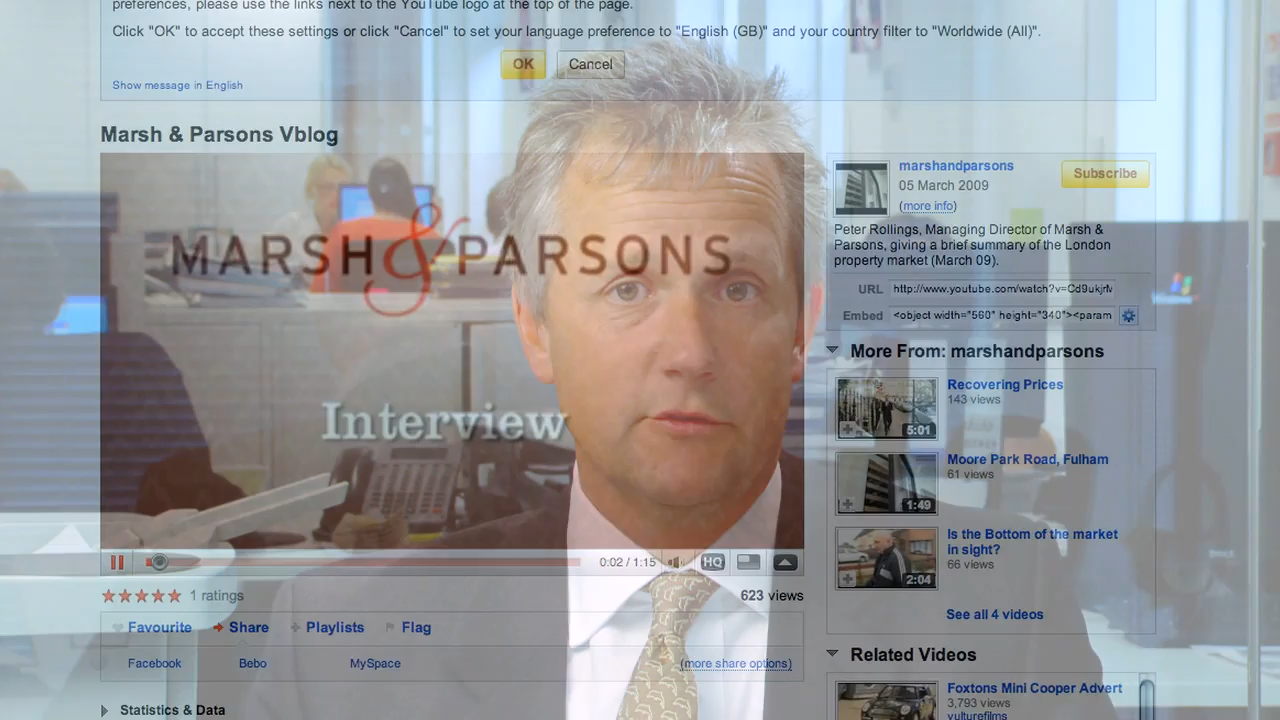 preferences, please use the links next to the YouTube logo at the top of the page.
Click "OK" to accept these settings or click "Cancel" to set your language preference to "English (GB)" and your country filter to "Worldwide (All)".
OK Cancel
Show message in English
Marsh & Parsons Vblog
MARSH & PARSONS
Interview
0:02 / 1:15 HQ
1 ratings
623 views
Favourite Share Playlists Flag
Facebook Bebo MySpace (more share options)
Statistics & Data
marshandparsons
05 March 2009
(more info)
Subscribe
Peter Rollings, Managing Director of Marsh &
Parsons, giving a brief summary of the London
property market (March 09).
URL
Embed <object width="560" height="340"><param
More From: marshandparsons
Recovering Prices
143 views
5:01
Moore Park Road, Fulham
61 views
1:49
Is the Bottom of the market
in sight?
66 views
2:04
See all 4 videos
Related Videos
Foxtons Mini Cooper Advert
3,793 views
vulturefilms